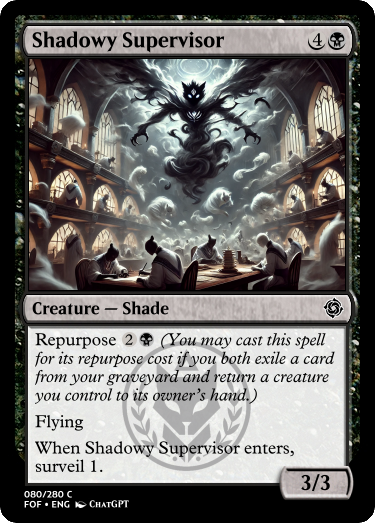 Shadowy Supervisor 4
Creature — Shade
Repurpose 2 (You may cast this spell
for its repurpose cost if you both exile a card
from your graveyard and return a creature
you control to its owner's hand.)
Flying
When Shadowy Supervisor enters,
surveil 1.
3/3
080/280 C
FOF • ENG ChatGPT